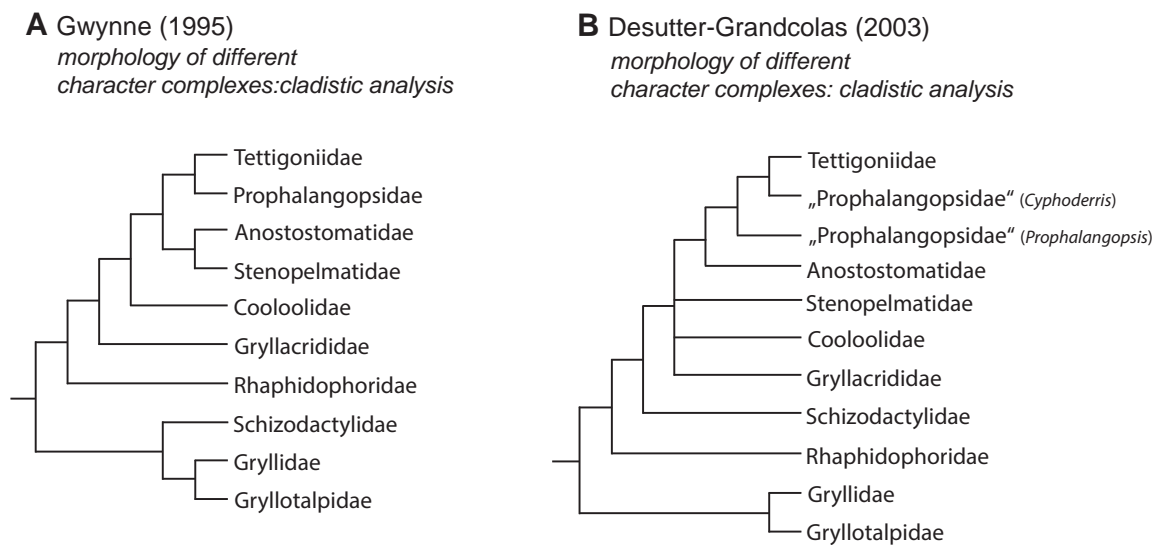 A Gwynne (1995)
morphology of different
character complexes:cladistic analysis
Tettigoniidae
Prophalangopsidae
Anostostomatidae
Stenopelmatidae
Cooloolidae
Gryllacrididae
Rhaphidophoridae
Schizodactylidae
Gryllidae
Gryllotalpidae
B Desutter-Grandcolas (2003)
morphology of different
character complexes: cladistic analysis
Tettigoniidae
„Prophalangopsidae“ (Cyphoderris)
„Prophalangopsidae“ (Prophalangopsis)
Anostostomatidae
Stenopelmatidae
Cooloolidae
Gryllacrididae
Schizodactylidae
Rhaphidophoridae
Gryllidae
Gryllotalpidae